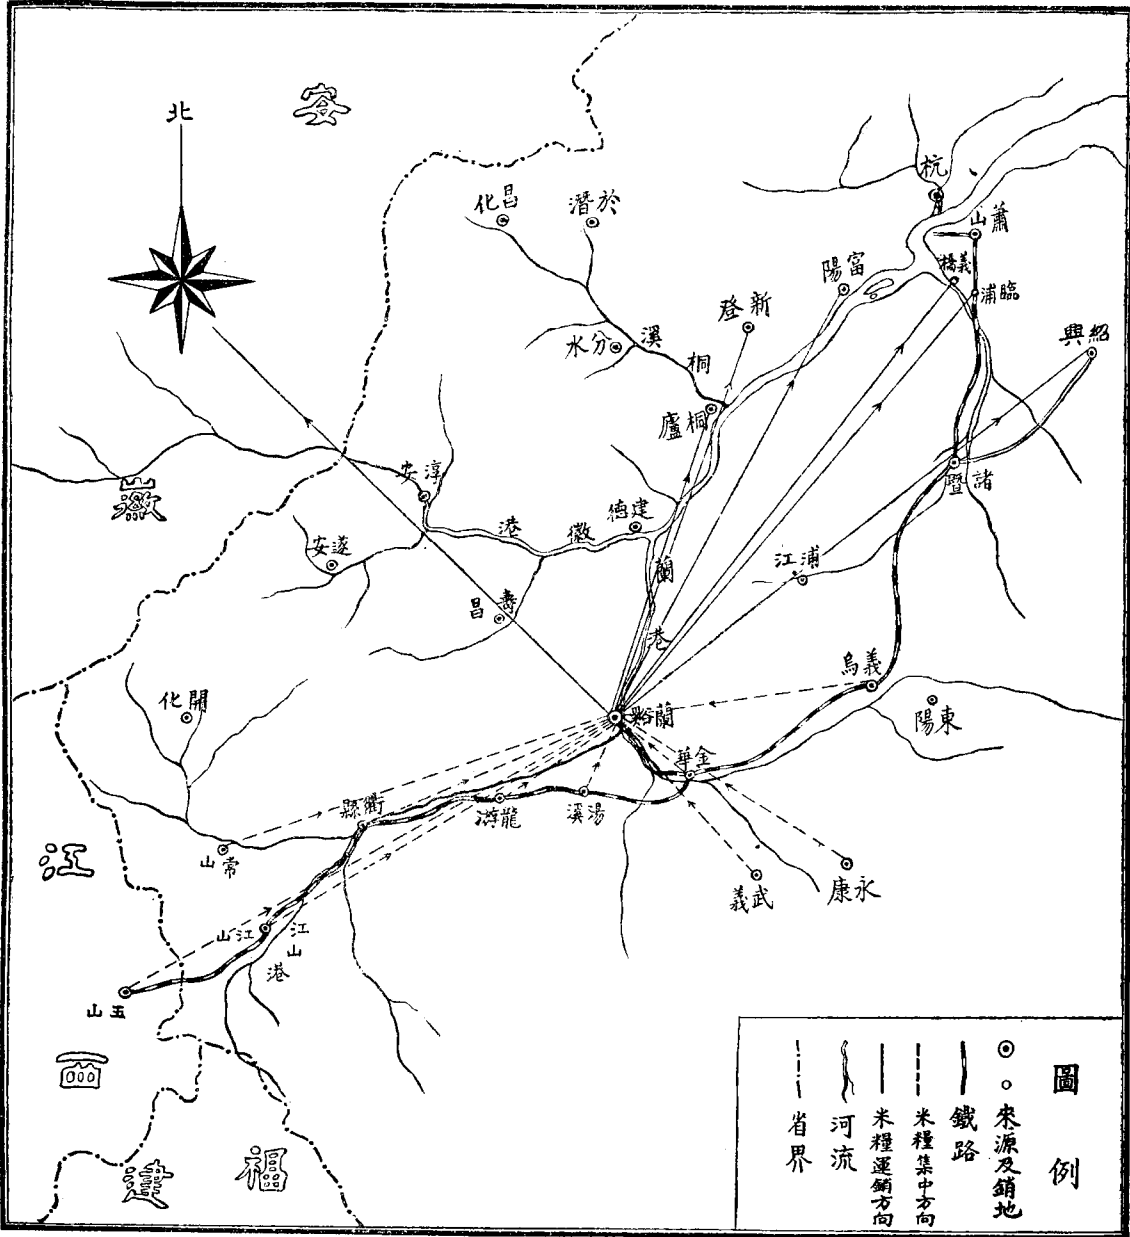 北
安
徽
江
西
福
建
杭
蕭山
義橋
臨浦
紹興
富陽
新登
於潛
昌化
分水
桐溪
桐廬
諸暨
淳安
遂安
徽港
建德
壽昌
蘭港
浦江
義烏
東陽
蘭谿
金華
開化
衢縣
龍游
湯溪
常山
武義
永康
江山
江山港
玉山
圖例
來源及銷地
鐵路
米糧集中方向
米糧運銷方向
河流
省界